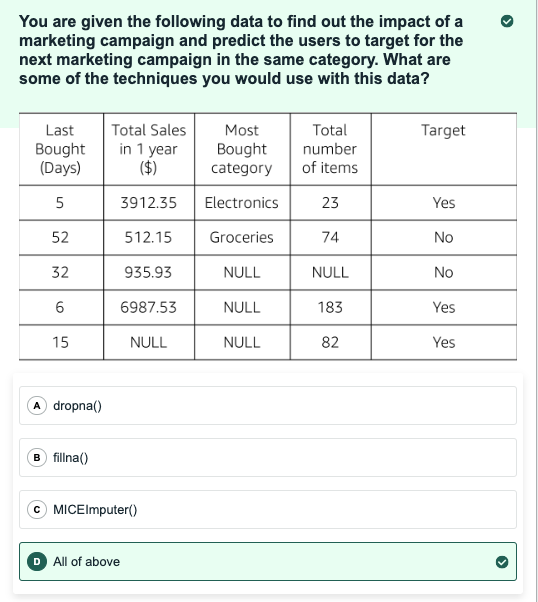 You are given the following data to find out the impact of a
marketing campaign and predict the users to target for the
next marketing campaign in the same category. What are
some of the techniques you would use with this data?
Last Bought (Days) Total Sales in 1 year ($) Most Bought category Total number of items Target
5 3912.35 Electronics 23 Yes
52 512.15 Groceries 74 No
32 935.93 NULL NULL No
6 6987.53 NULL 183 Yes
15 NULL NULL 82 Yes
A dropna()
B fillna()
C MICEImputer()
D All of above